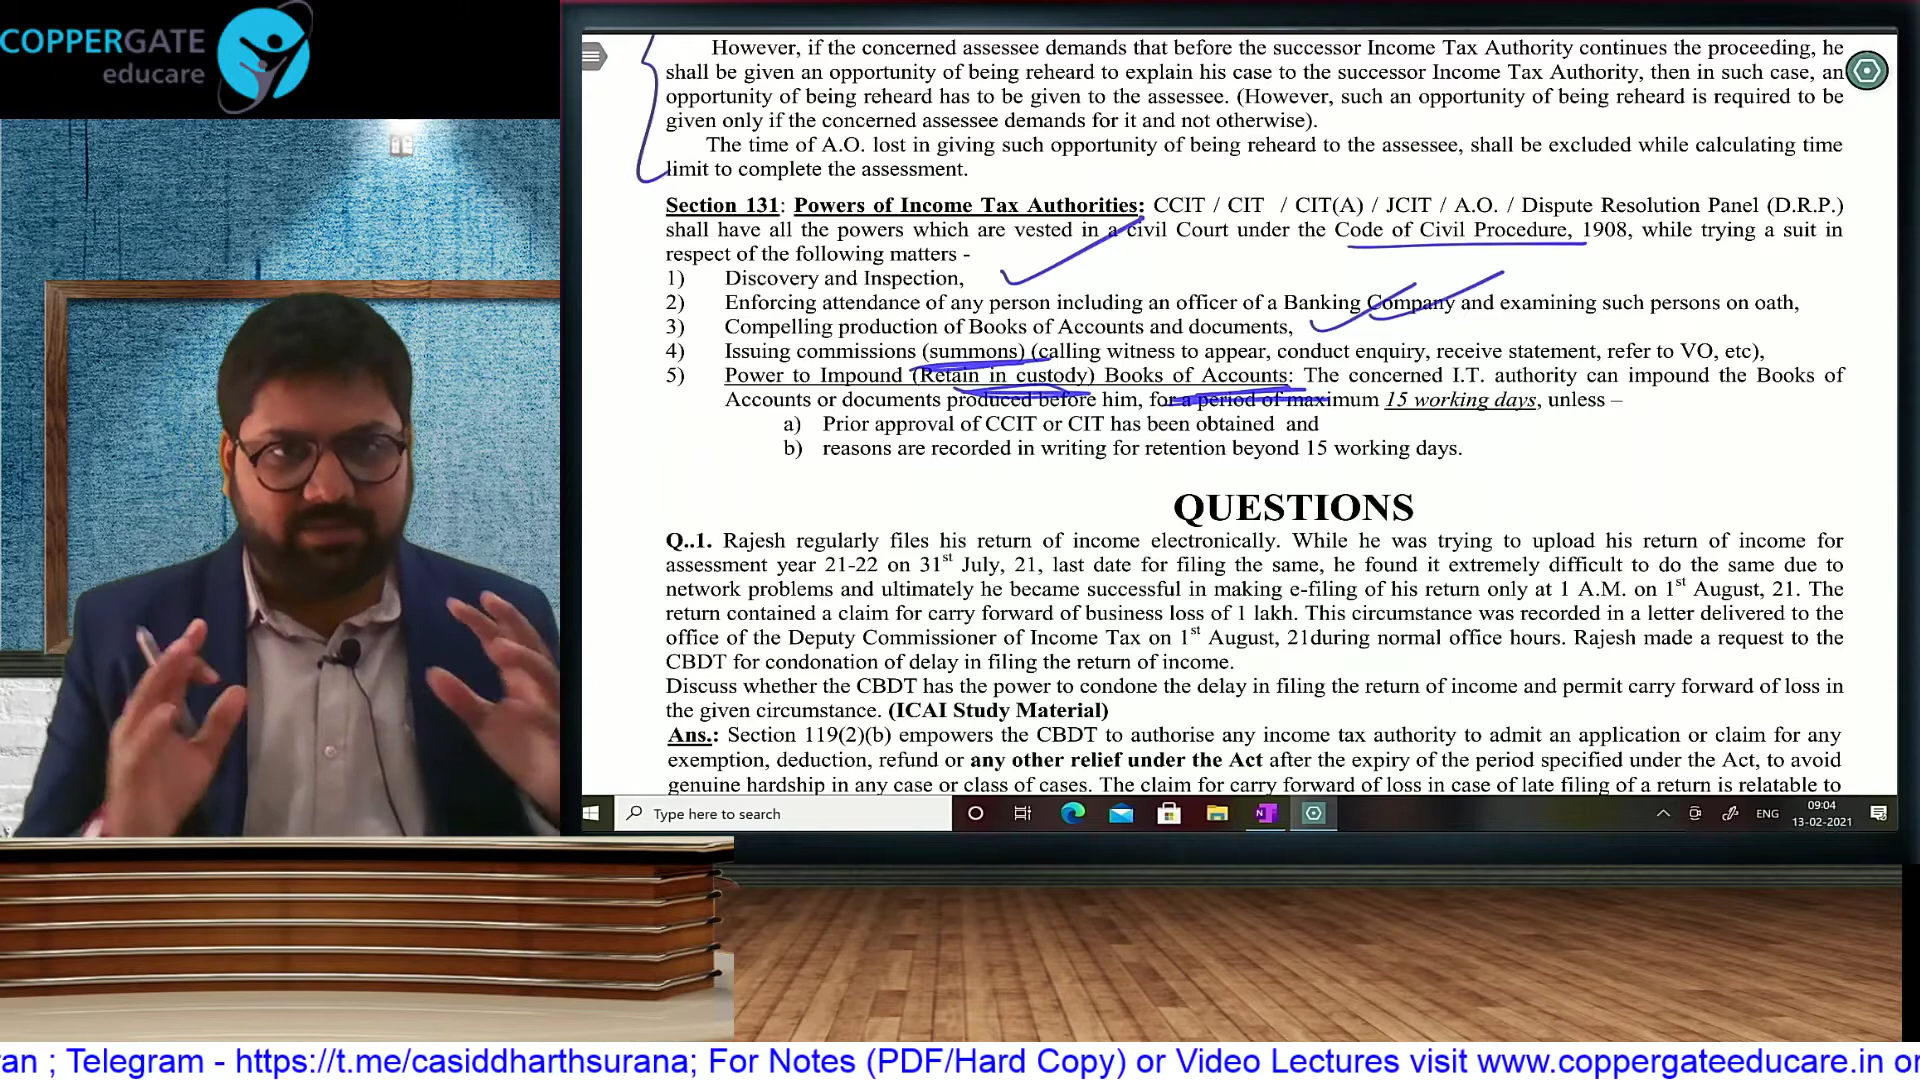 COPPERGATE
educare
However, if the concerned assessee demands that before the successor Income Tax Authority continues the proceeding, he
shall be given an opportunity of being reheard to explain his case to the successor Income Tax Authority, then in such case, an
opportunity of being reheard has to be given to the assessee. (However, such an opportunity of being reheard is required to be
given only if the concerned assessee demands for it and not otherwise).
The time of A.O. lost in giving such opportunity of being reheard to the assessee, shall be excluded while calculating time
limit to complete the assessment.
Section 131: Powers of Income Tax Authorities: CCIT / CIT / CIT(A) / JCIT / A.O. / Dispute Resolution Panel (D.R.P.)
shall have all the powers which are vested in a civil Court under the Code of Civil Procedure, 1908, while trying a suit in
respect of the following matters -
1) Discovery and Inspection,
2) Enforcing attendance of any person including an officer of a Banking Company and examining such persons on oath,
3) Compelling production of Books of Accounts and documents,
4) Issuing commissions (summons) (calling witness to appear, conduct enquiry, receive statement, refer to VO, etc),
5) Power to Impound (Retain in custody) Books of Accounts: The concerned I.T. authority can impound the Books of
Accounts or documents produced before him, for a period of maximum 15 working days, unless –
a) Prior approval of CCIT or CIT has been obtained and
b) reasons are recorded in writing for retention beyond 15 working days.
QUESTIONS
Q..1. Rajesh regularly files his return of income electronically. While he was trying to upload his return of income for
assessment year 21-22 on 31st July, 21, last date for filing the same, he found it extremely difficult to do the same due to
network problems and ultimately he became successful in making e-filing of his return only at 1 A.M. on 1st August, 21. The
return contained a claim for carry forward of business loss of 1 lakh. This circumstance was recorded in a letter delivered to the
office of the Deputy Commissioner of Income Tax on 1st August, 21during normal office hours. Rajesh made a request to the
CBDT for condonation of delay in filing the return of income.
Discuss whether the CBDT has the power to condone the delay in filing the return of income and permit carry forward of loss in
the given circumstance. (ICAI Study Material)
Ans.: Section 119(2)(b) empowers the CBDT to authorise any income tax authority to admit an application or claim for any
exemption, deduction, refund or any other relief under the Act after the expiry of the period specified under the Act, to avoid
genuine hardship in any case or class of cases. The claim for carry forward of loss in case of late filing of a return is relatable to
Type here to search
ENG
09:04
13-02-2021
an ; Telegram - https://t.me/casiddharthsurana; For Notes (PDF/Hard Copy) or Video Lectures visit www.coppergateeducare.in or